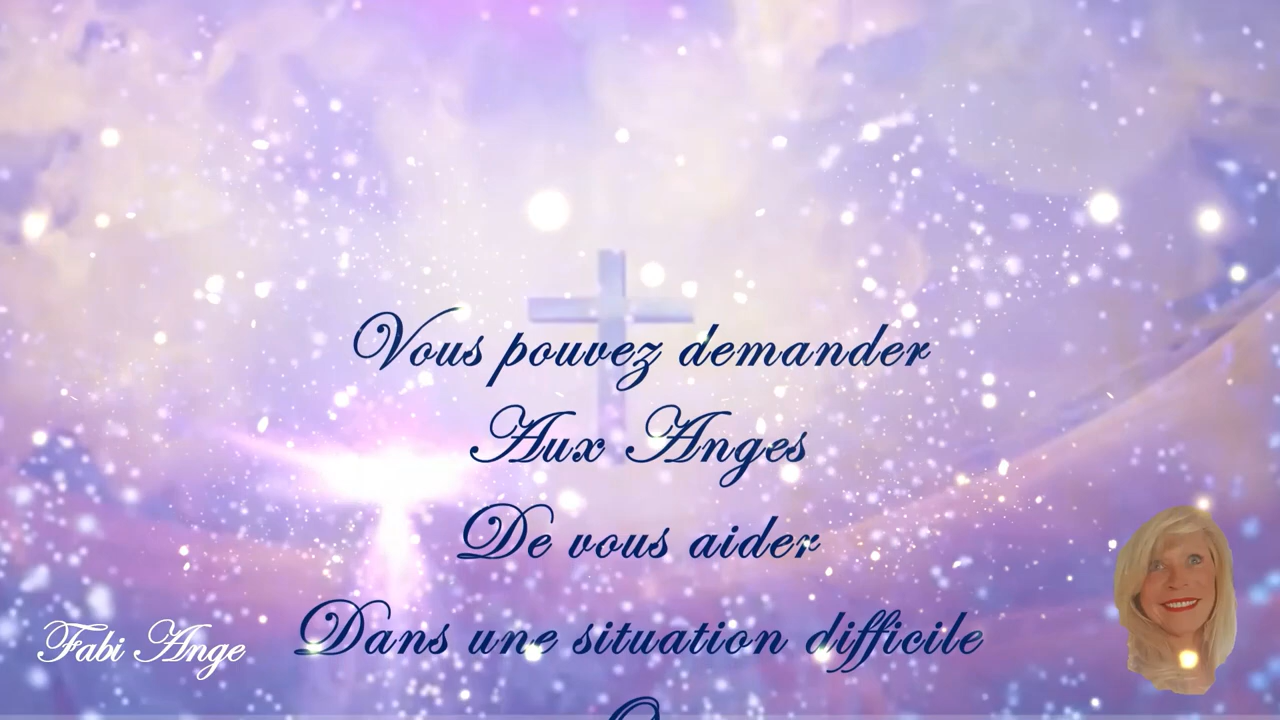 Vous pouvez demander
Aux Anges
De vous aider
Dans une situation difficile
Fabi Ange